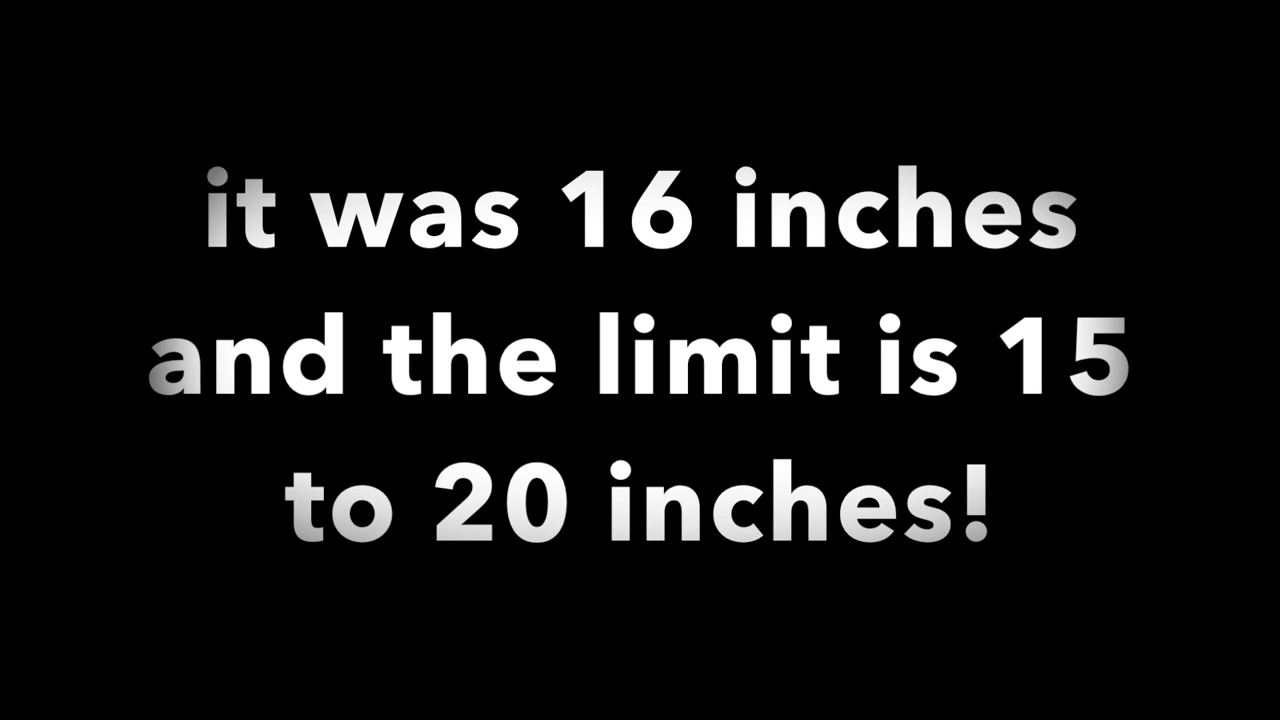 it was 16 inches
and the limit is 15
to 20 inches!